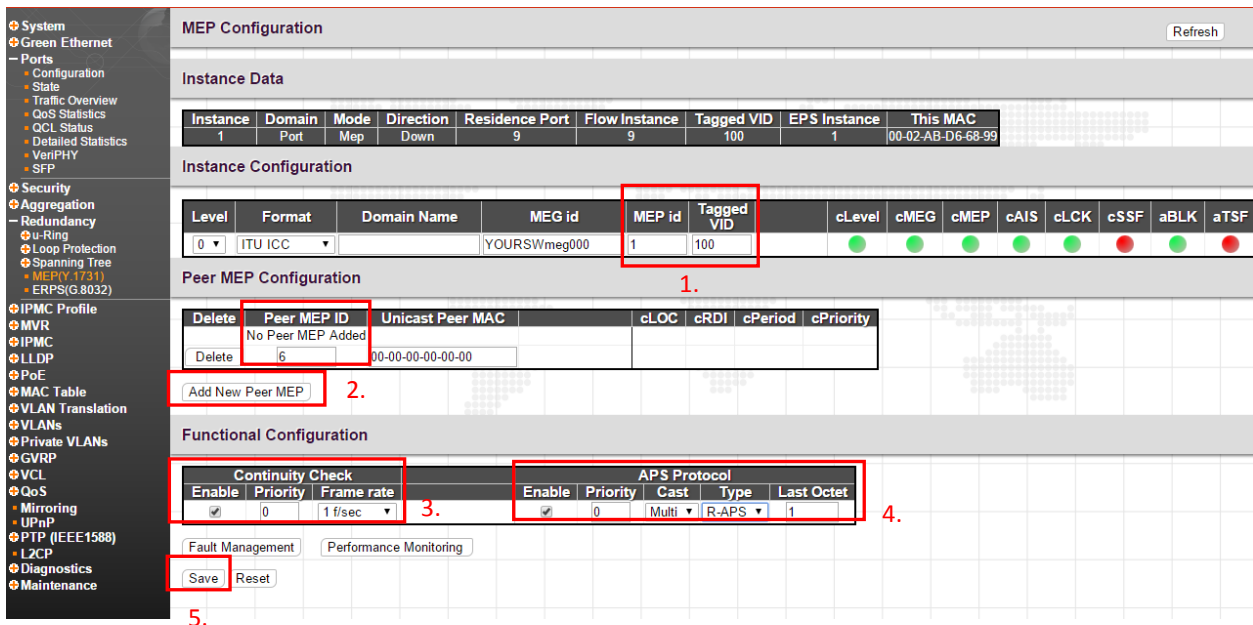 System
Green Ethernet
Ports
Configuration
State
Traffic Overview
QoS Statistics
QCL Status
Detailed Statistics
VeriPHY
SFP
Security
Aggregation
Redundancy
u-Ring
Loop Protection
Spanning Tree
MEP(Y.1731)
ERPS(G.8032)
IPMC Profile
MVR
IPMC
LLDP
PoE
MAC Table
VLAN Translation
VLANs
Private VLANs
GVRP
VCL
QoS
Mirroring
UPnP
PTP (IEEE1588)
L2CP
Diagnostics
Maintenance
MEP Configuration
Refresh
Instance Data
Instance Domain Mode Direction Residence Port Flow Instance Tagged VID EPS Instance This MAC
1 Port Mep Down 9 9 100 1 00-02-AB-D6-68-99
Instance Configuration
Level Format Domain Name MEG id MEP id Tagged VID cLevel cMEG cMEP cAIS cLCK cSSF aBLK aTSF
0 ITU ICC YOURSWmeg000 1 100
1.
Peer MEP Configuration
Delete Peer MEP ID Unicast Peer MAC cLOC cRDI cPeriod cPriority
No Peer MEP Added
Delete 6 00-00-00-00-00-00
Add New Peer MEP 2.
Functional Configuration
Continuity Check APS Protocol
Enable Priority Frame rate Enable Priority Cast Type Last Octet
0 1 f/sec 3. 0 Multi R-APS 1 4.
Fault Management Performance Monitoring
Save Reset
5.